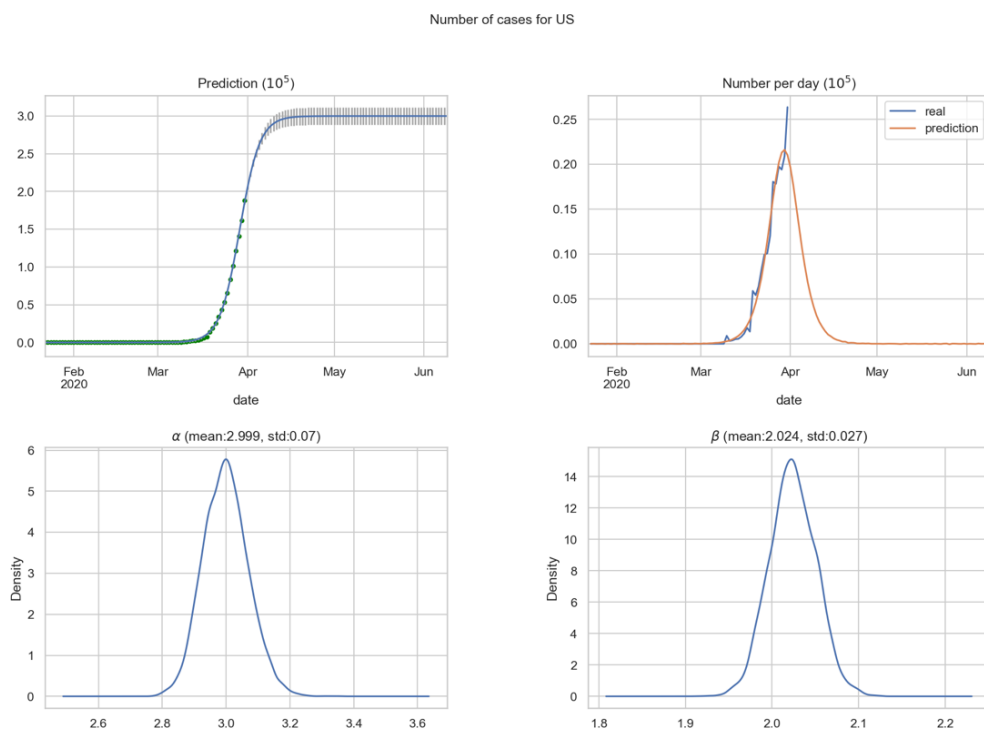 Number of cases for US
Prediction (10^5)
3.0
2.5
2.0
1.5
1.0
0.5
0.0
Feb
2020
Mar
Apr
May
Jun
date
Number per day (10^5)
real
prediction
0.25
0.20
0.15
0.10
0.05
0.00
Feb
2020
Mar
Apr
May
Jun
date
α (mean:2.999, std:0.07)
Density
6
5
4
3
2
1
0
2.6
2.8
3.0
3.2
3.4
3.6
β (mean:2.024, std:0.027)
Density
14
12
10
8
6
4
2
0
1.8
1.9
2.0
2.1
2.2